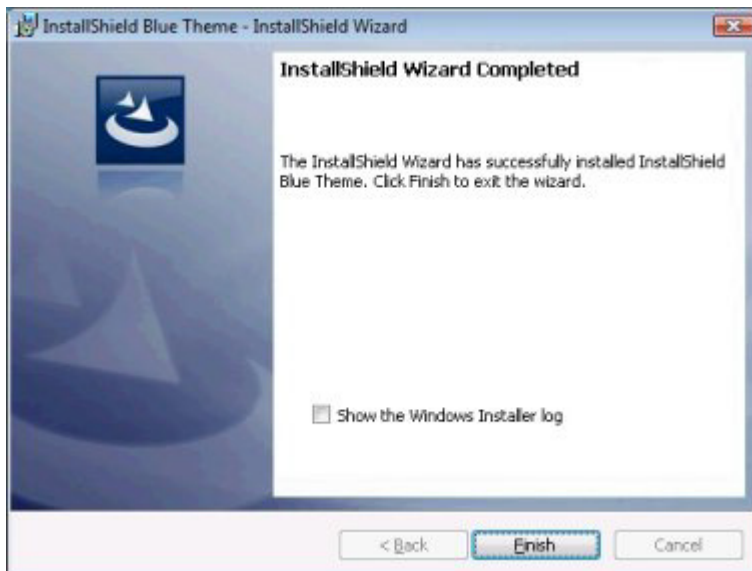 InstallShield Blue Theme - InstallShield Wizard
InstallShield Wizard Completed
The InstallShield Wizard has successfully installed InstallShield
Blue Theme. Click Finish to exit the wizard.
Show the Windows Installer log
< Back
Finish
Cancel